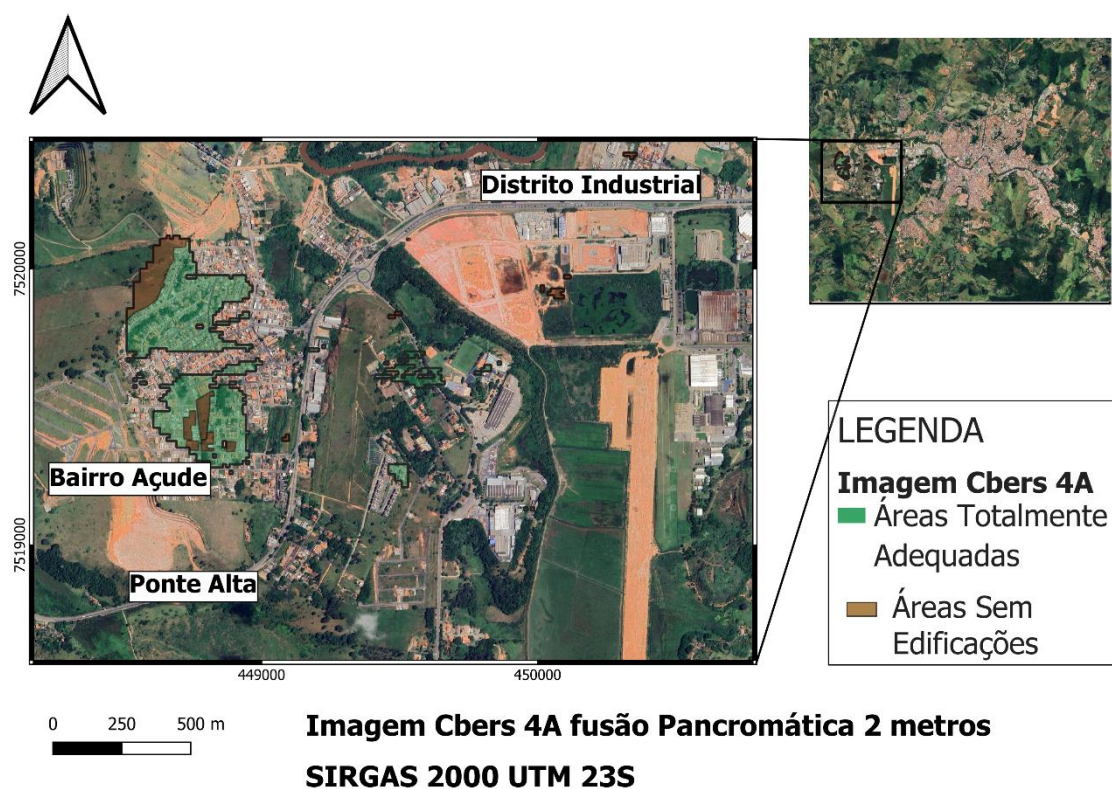 Distrito Industrial
7520000
7519000
Bairro Açude
Ponte Alta
449000
450000
LEGENDA
Imagem Cbers 4A
Áreas Totalmente
Adequadas
Áreas Sem
Edificações
0 250 500 m
Imagem Cbers 4A fusão Pancromática 2 metros
SIRGAS 2000 UTM 23S